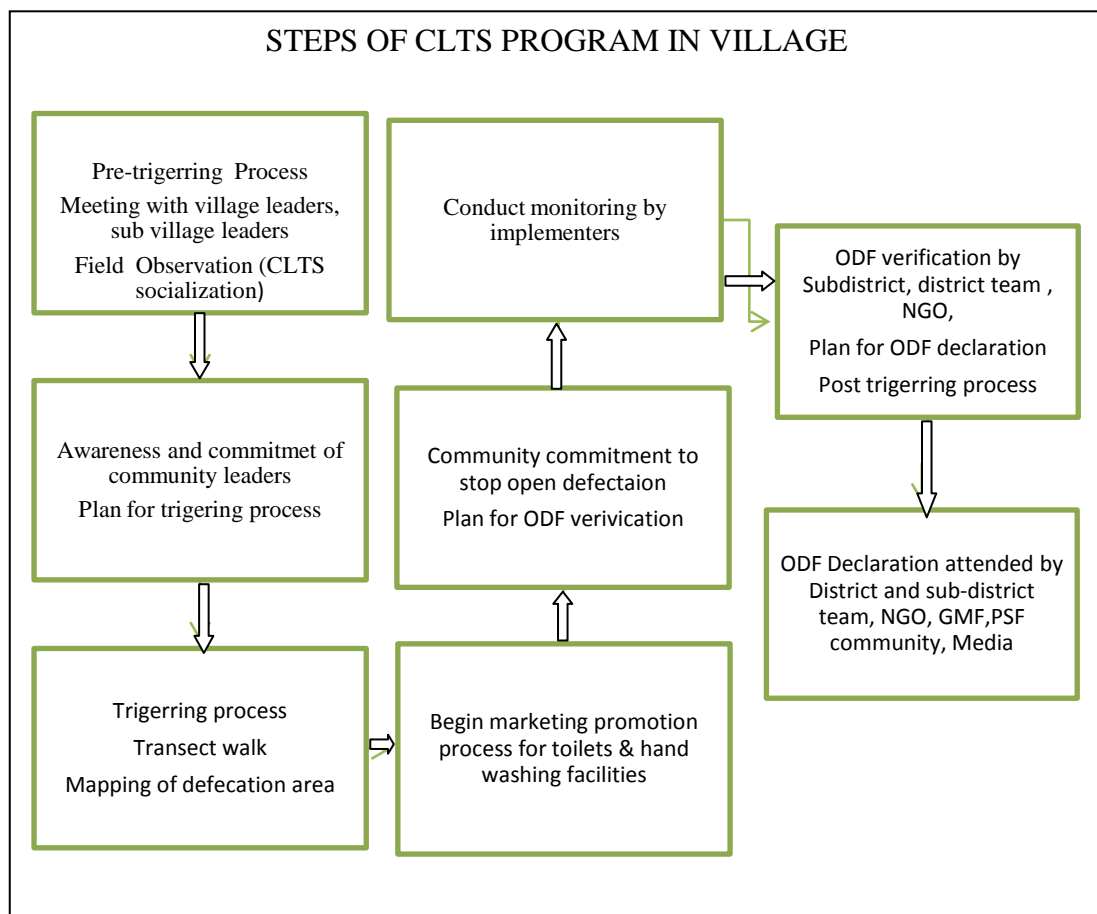 STEPS OF CLTS PROGRAM IN VILLAGE
Pre-trigerring Process
Meeting with village leaders,
sub village leaders
Field Observation (CLTS
socialization)
Awareness and commitmet of
community leaders
Plan for trigering process
Trigerring process
Transect walk
Mapping of defecation area
Begin marketing promotion
process for toilets & hand
washing facilities
Community commitment to
stop open defectaion
Plan for ODF verivication
Conduct monitoring by
implementers
ODF verification by
Subdistrict, district team ,
NGO,
Plan for ODF declaration
Post trigerring process
ODF Declaration attended by
District and sub-district
team, NGO, GMF,PSF
community, Media